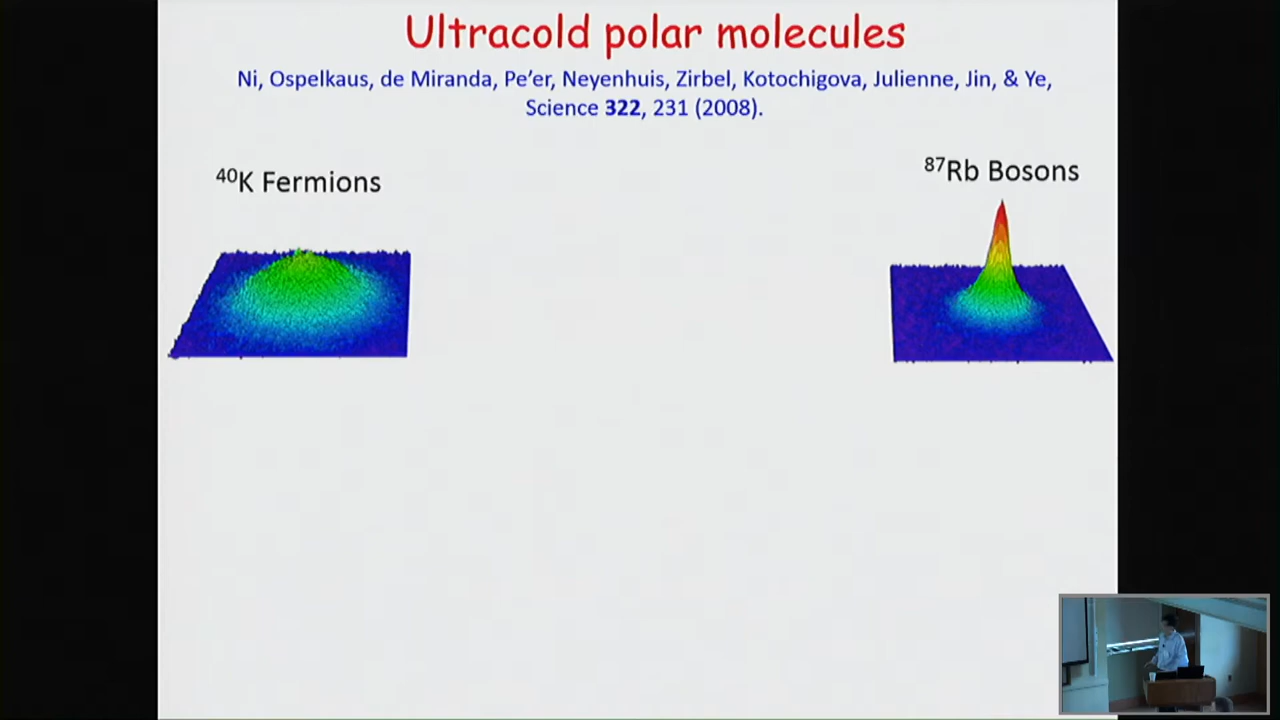 Ultracold polar molecules
Ni, Ospelkaus, de Miranda, Pe’er, Neyenhuis, Zirbel, Kotochigova, Julienne, Jin, & Ye,
Science 322, 231 (2008).
⁴⁰K Fermions
⁸⁷Rb Bosons